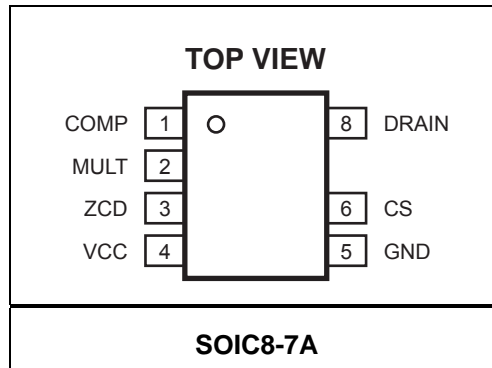 TOP VIEW
COMP 1 8 DRAIN
MULT 2
ZCD 3 6 CS
VCC 4 5 GND
SOIC8-7A